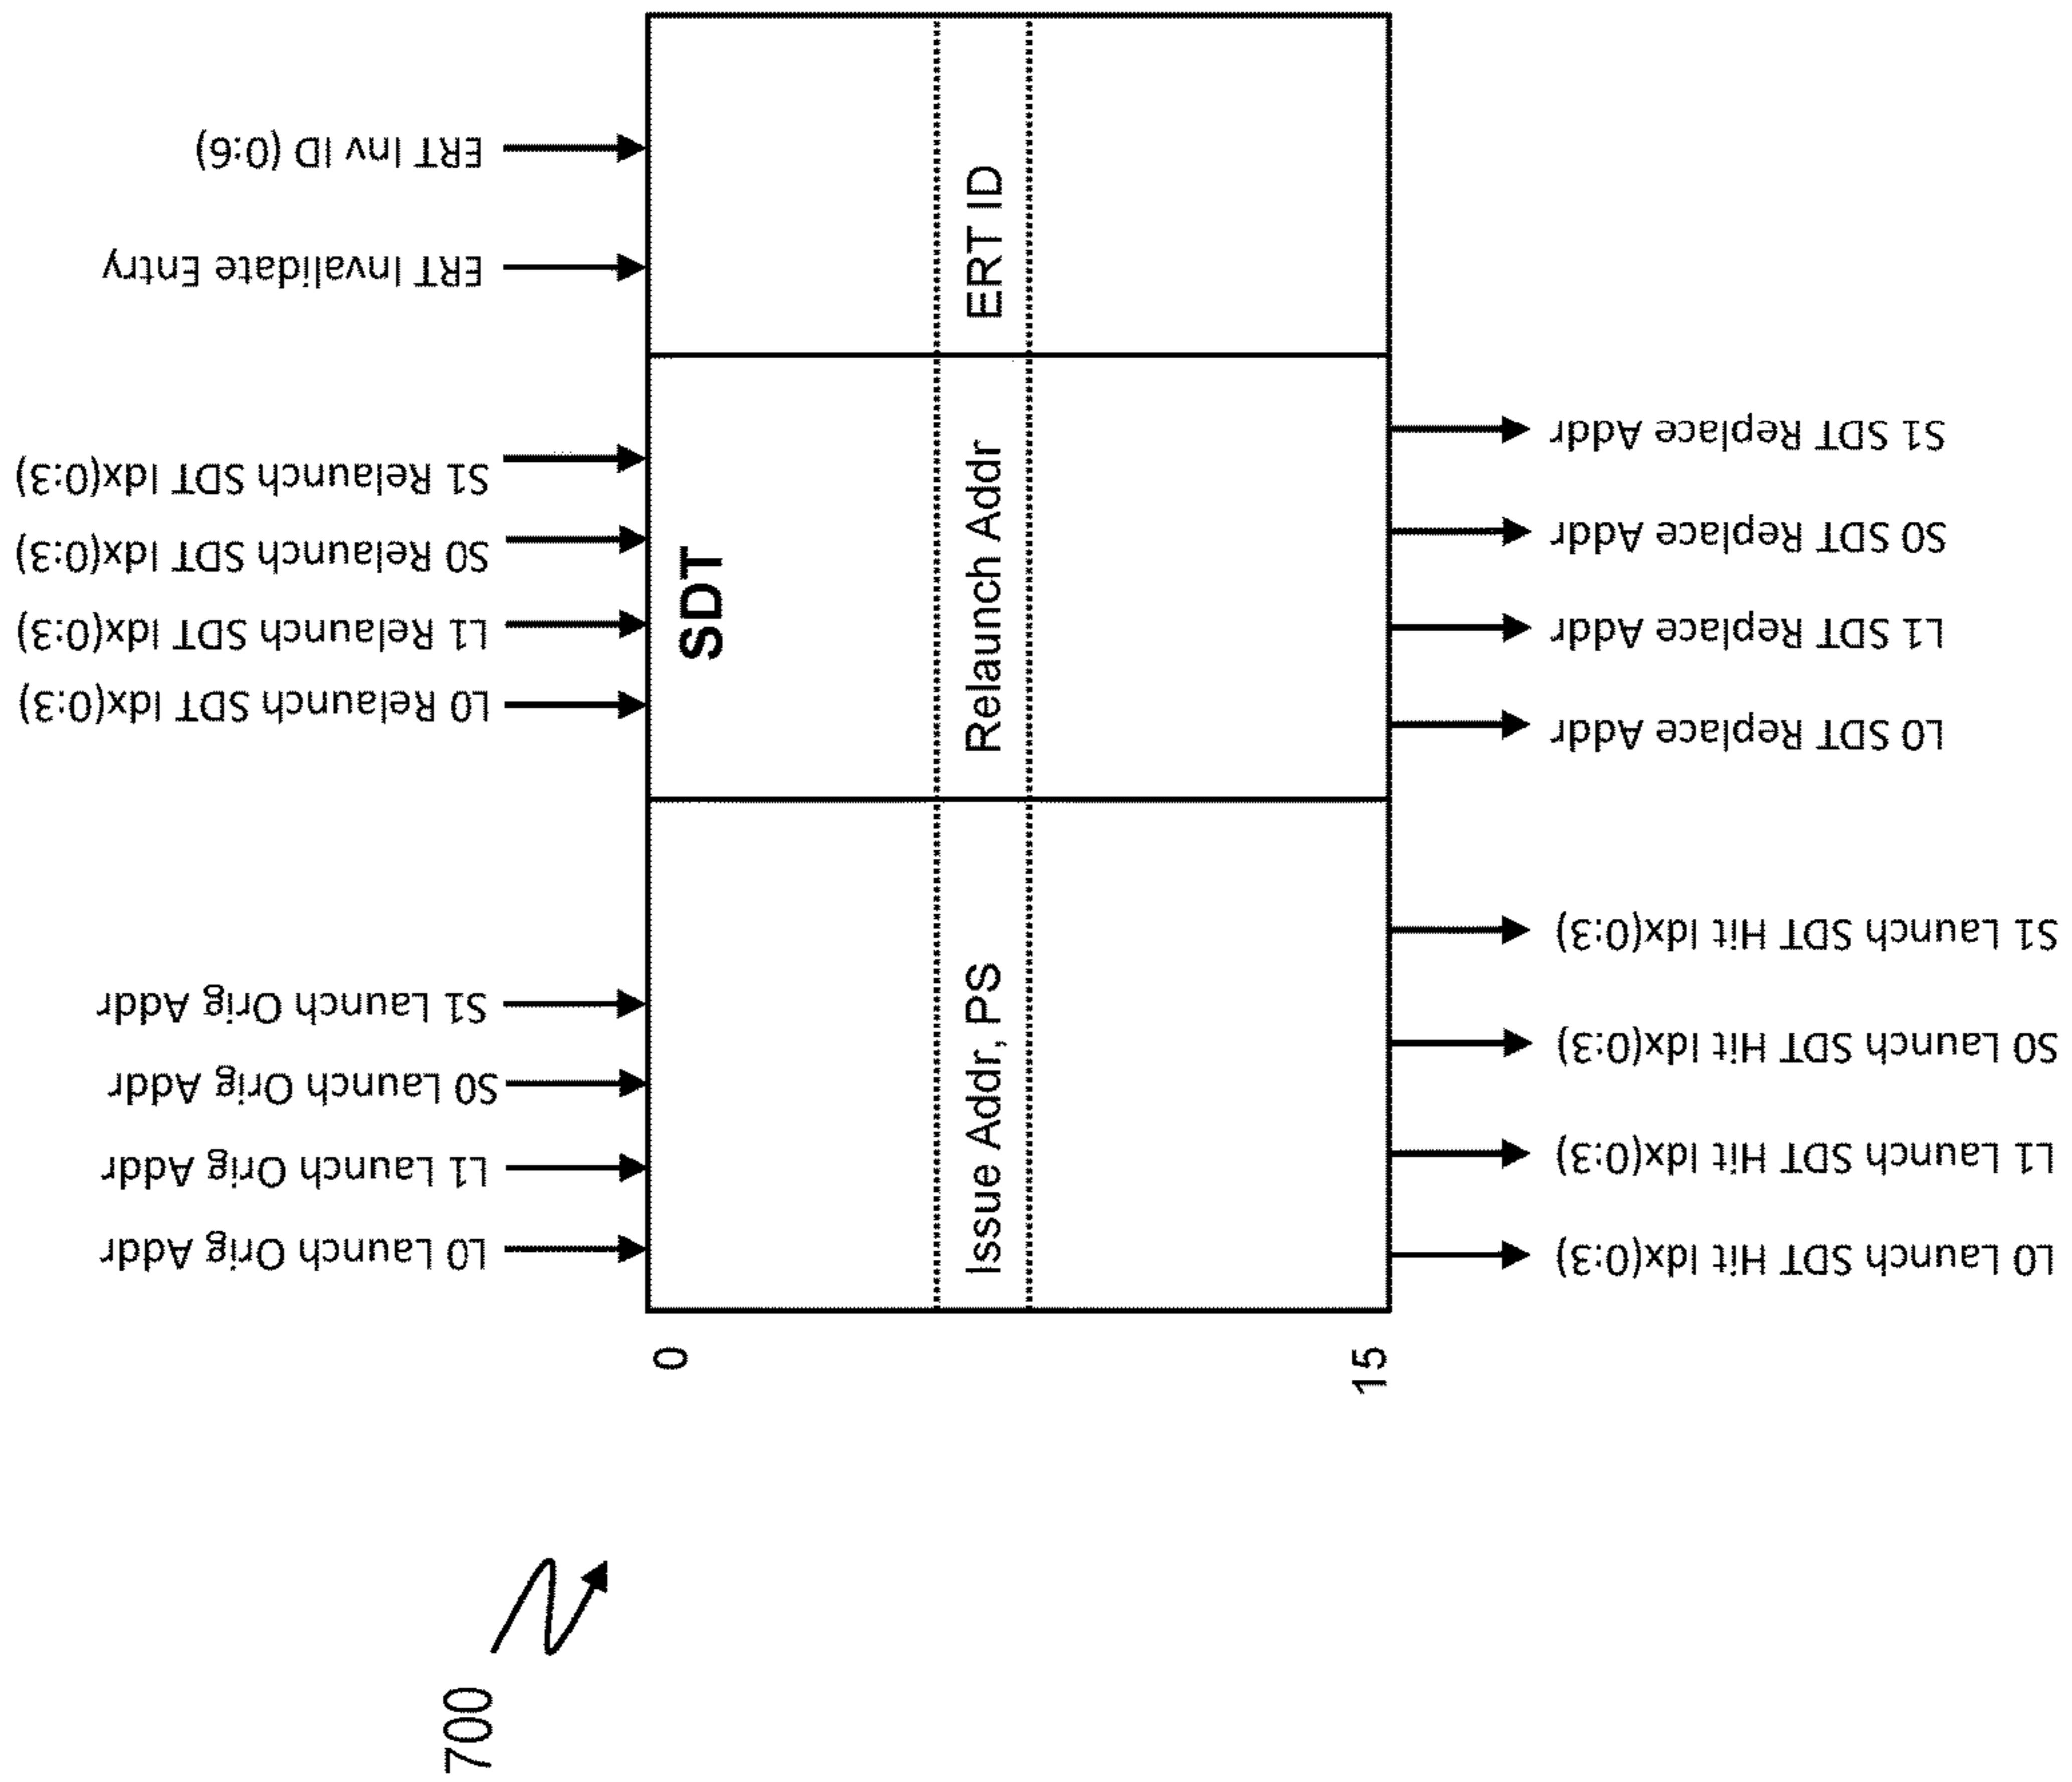 700
L0 Launch Orig Addr
L1 Launch Orig Addr
S0 Launch Orig Addr
S1 Launch Orig Addr
L0 Relaunch SDT Idx(0:3)
L1 Relaunch SDT Idx(0:3)
S0 Relaunch SDT Idx(0:3)
S1 Relaunch SDT Idx(0:3)
ERT Invalidate Entry
ERT Inv ID (0:6)
0
SDT
Issue Addr, PS
Relaunch Addr
ERT ID
15
L0 Launch SDT Hit Idx(0:3)
L1 Launch SDT Hit Idx(0:3)
S0 Launch SDT Hit Idx(0:3)
S1 Launch SDT Hit Idx(0:3)
L0 SDT Replace Addr
L1 SDT Replace Addr
S0 SDT Replace Addr
S1 SDT Replace Addr